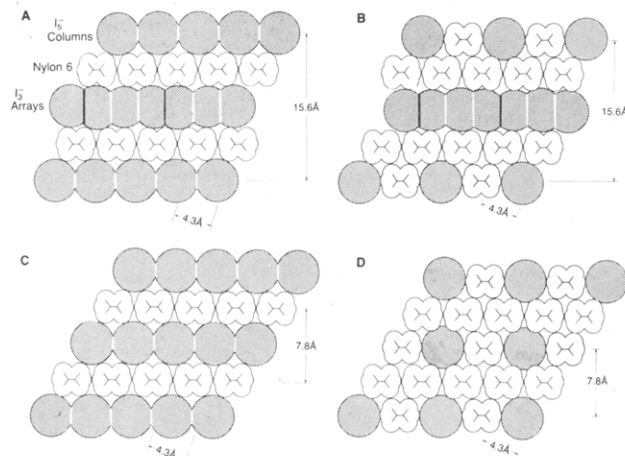 A
I5- Columns
Nylon 6
I3- Arrays
15.6Å
4.3Å
B
15.6Å
4.3Å
C
7.8Å
4.3Å
D
7.8Å
4.3Å